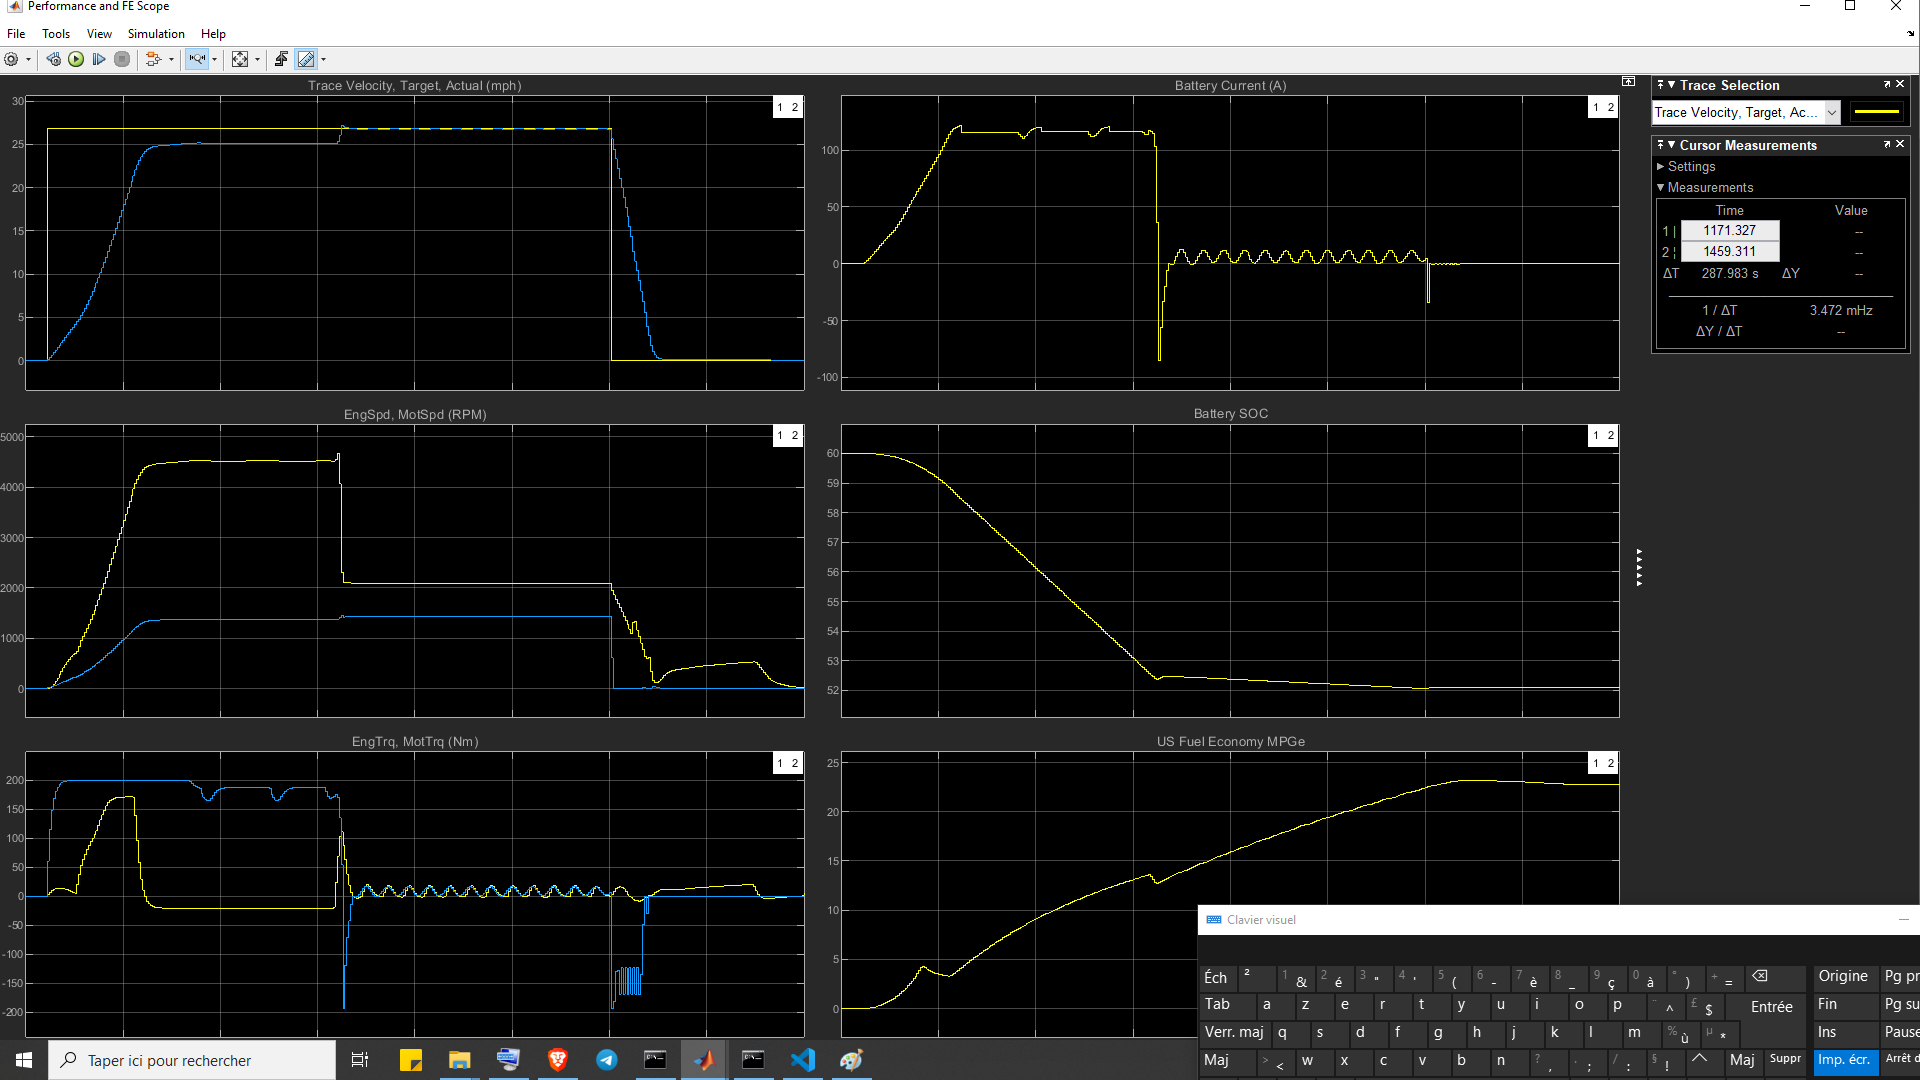 Performance and FE Scope
File Tools View Simulation Help
Trace Velocity, Target, Actual (mph)
1 2
30
25
20
15
10
5
0
Battery Current (A)
1 2
100
50
0
-50
-100
EngSpd, MotSpd (RPM)
1 2
5000
4000
3000
2000
1000
0
Battery SOC
1 2
60
59
58
57
56
55
54
53
52
EngTrq, MotTrq (Nm)
1 2
200
150
100
50
0
-50
-100
-150
-200
US Fuel Economy MPGe
1 2
25
20
15
10
5
0
Trace Selection
Trace Velocity, Target, Ac...
Cursor Measurements
Settings
Measurements
Time Value
1 | 1171.327 --
2 ¦ 1459.311 --
ΔT 287.983 s ΔY --
1 / ΔT 3.472 mHz
ΔY / ΔT --
Clavier visuel
Éch ² 1 & 2 é 3 " 4 ' 5 ( 6 - 7 è 8 _ 9 ç 0 à ° ) + = Origine Pg pr
Tab a z e r t y u i o p ¨ ^ £ $ Entrée Fin Pg su
Verr. maj q s d f g h j k l m % ù µ * Ins Pause
Maj > < w x c v b n ? , . ; / : § ! Maj Suppr Imp. écr. Arrêt d
Taper ici pour rechercher